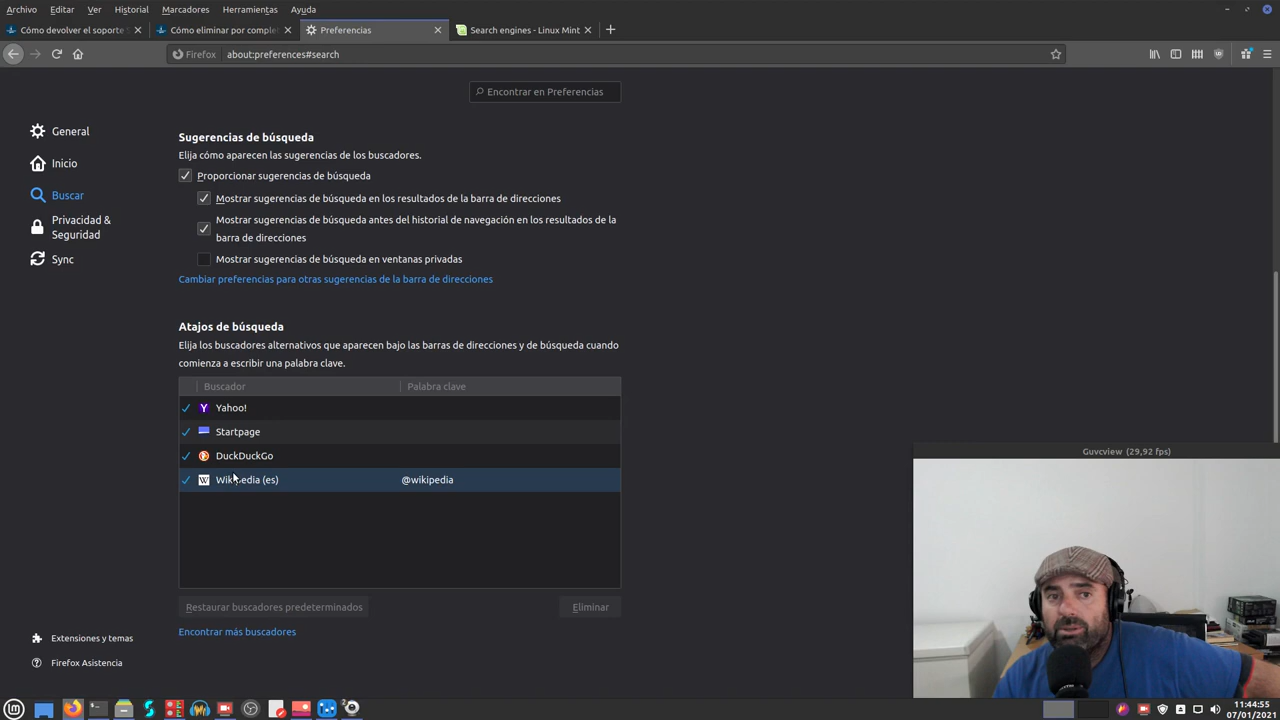 Archivo Editar Ver Historial Marcadores Herramientas Ayuda
Cómo devolver el soporte
Cómo eliminar por comple
Preferencias
Search engines - Linux Mint
Firefox
about:preferences#search
Encontrar en Preferencias
General
Inicio
Buscar
Privacidad &
Seguridad
Sync
Sugerencias de búsqueda
Elija cómo aparecen las sugerencias de los buscadores.
Proporcionar sugerencias de búsqueda
Mostrar sugerencias de búsqueda en los resultados de la barra de direcciones
Mostrar sugerencias de búsqueda antes del historial de navegación en los resultados de la
barra de direcciones
Mostrar sugerencias de búsqueda en ventanas privadas
Cambiar preferencias para otras sugerencias de la barra de direcciones
Atajos de búsqueda
Elija los buscadores alternativos que aparecen bajo las barras de direcciones y de búsqueda cuando
comienza a escribir una palabra clave.
Buscador Palabra clave
Yahoo!
Startpage
DuckDuckGo
Wikipedia (es) @wikipedia
Restaurar buscadores predeterminados
Eliminar
Encontrar más buscadores
Extensiones y temas
Firefox Asistencia
Guvcview (29,92 fps)
11:44:55
07/01/2021